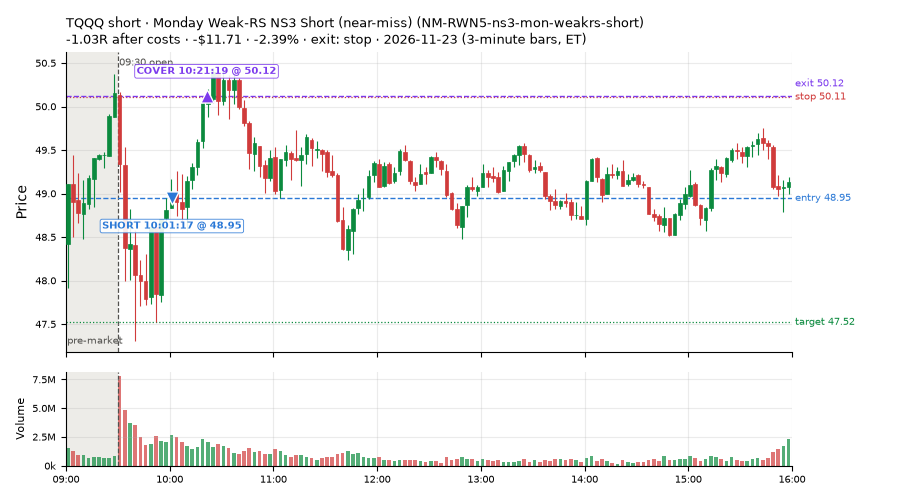 TQQQ short · Monday Weak-RS NS3 Short (near-miss) (NM-RWN5-ns3-mon-weakrs-short)
-1.03R after costs · -$11.71 · -2.39% · exit: stop · 2026-11-23 (3-minute bars, ET)
09:30 open
COVER 10:21:19 @ 50.12
exit 50.12
stop 50.11
entry 48.95
SHORT 10:01:17 @ 48.95
target 47.52
pre-market
Price
50.5
50.0
49.5
49.0
48.5
48.0
47.5
Volume
7.5M
5.0M
2.5M
0k
09:00
10:00
11:00
12:00
13:00
14:00
15:00
16:00